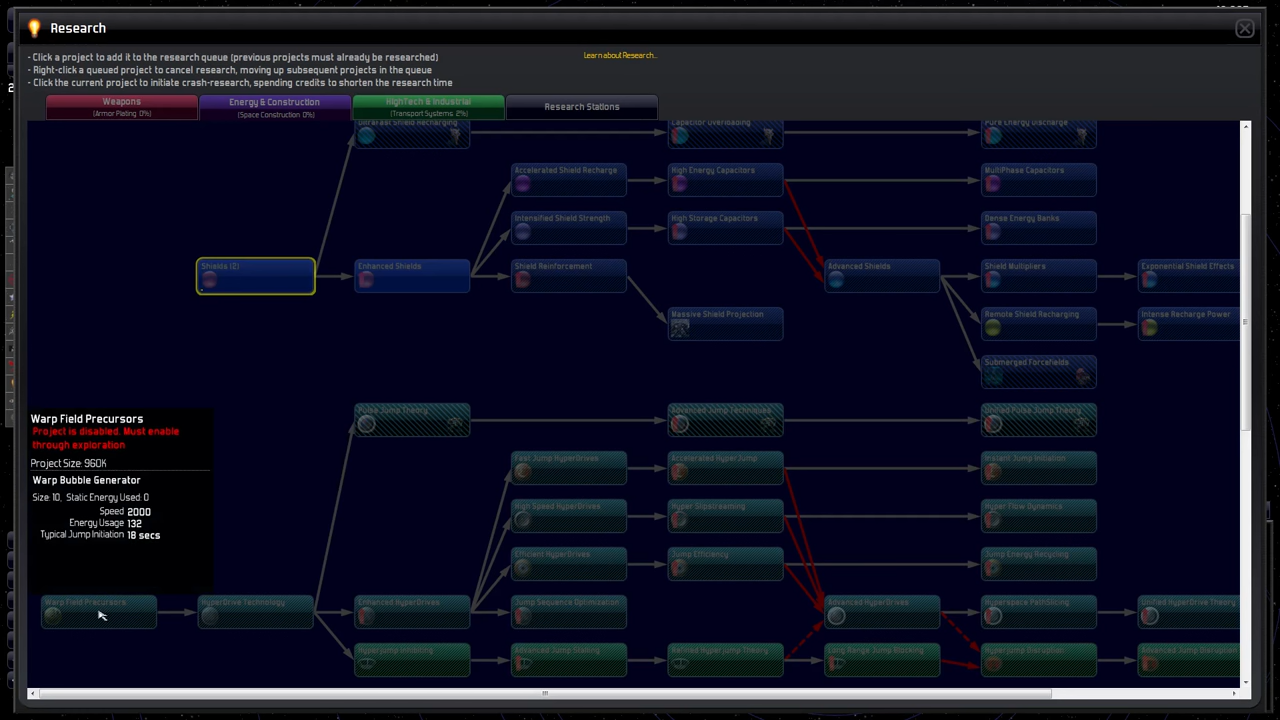 Research
- Click a project to add it to the research queue (previous projects must already be researched)
Learn about Research...
- Right-click a queued project to cancel research, moving up subsequent projects in the queue
- Click the current project to initiate crash-research, spending credits to shorten the research time
Weapons
(Armor Plating 0%)
Energy & Construction
(Space Construction 0%)
HighTech & Industrial
(Transport Systems 2%)
Research Stations
UltraFast Shield Recharging
Capacitor Overloading
Pure Energy Discharge
Accelerated Shield Recharge
High Energy Capacitors
MultiPhase Capacitors
Intensified Shield Strength
High Storage Capacitors
Dense Energy Banks
Shields (2)
Enhanced Shields
Shield Reinforcement
Advanced Shields
Shield Multipliers
Exponential Shield Effects
Massive Shield Projection
Remote Shield Recharging
Intense Recharge Power
Submerged Forcefields
Pulse Jump Theory
Advanced Jump Techniques
Unified Pulse Jump Theory
Warp Field Precursors
Project is disabled. Must enable
through exploration
Project Size: 960K
Warp Bubble Generator
Size: 10, Static Energy Used: 0
Speed 2000
Energy Usage 132
Typical Jump Initiation 18 secs
Fast Jump HyperDrives
Accelerated HyperJump
Instant Jump Initiation
High Speed HyperDrives
Hyper Slipstreaming
Hyper Flow Dynamics
Efficient HyperDrives
Jump Efficiency
Jump Energy Recycling
Warp Field Precursors
HyperDrive Technology
Enhanced HyperDrives
Jump Sequence Optimisation
Advanced HyperDrives
Hyperspace PathSlicing
Unified HyperDrive Theory
Hyperjump Inhibiting
Advanced Jump Stalling
Refined Hyperjump Theory
Long Range Jump Blocking
Hyperjump Disruption
Advanced Jump Disruption